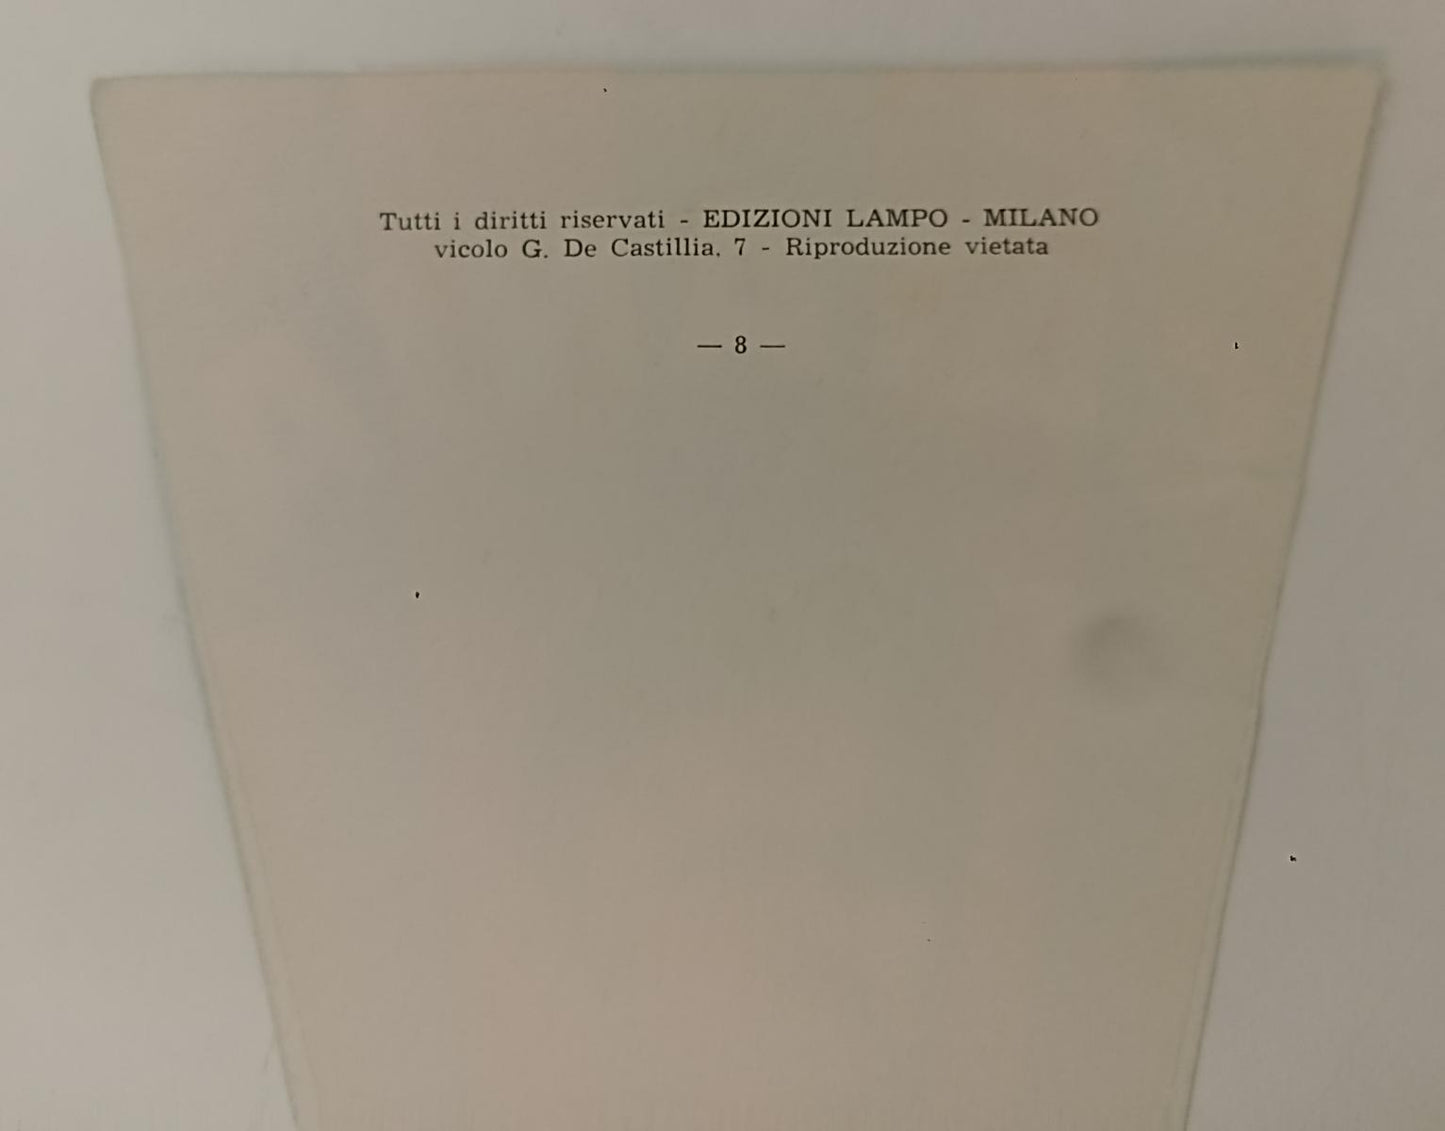 Tutti i diritti riservati - EDIZIONI LAMPO - MILANO
vicolo G. De Castillia, 7 - Riproduzione vietata
— 8 —